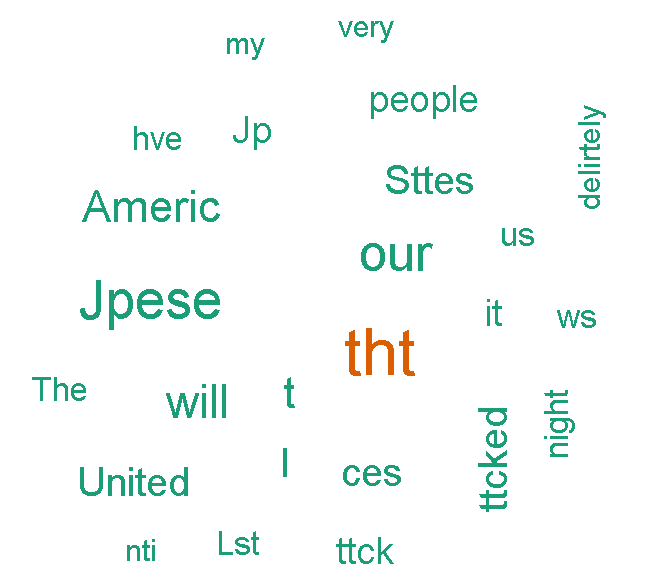 very
my
people
hve
Jp
delirtely
Sttes
Americ
us
our
Jpese
it
ws
tht
The
will
t
night
ttcked
I
ces
United
Lst
nti
ttck